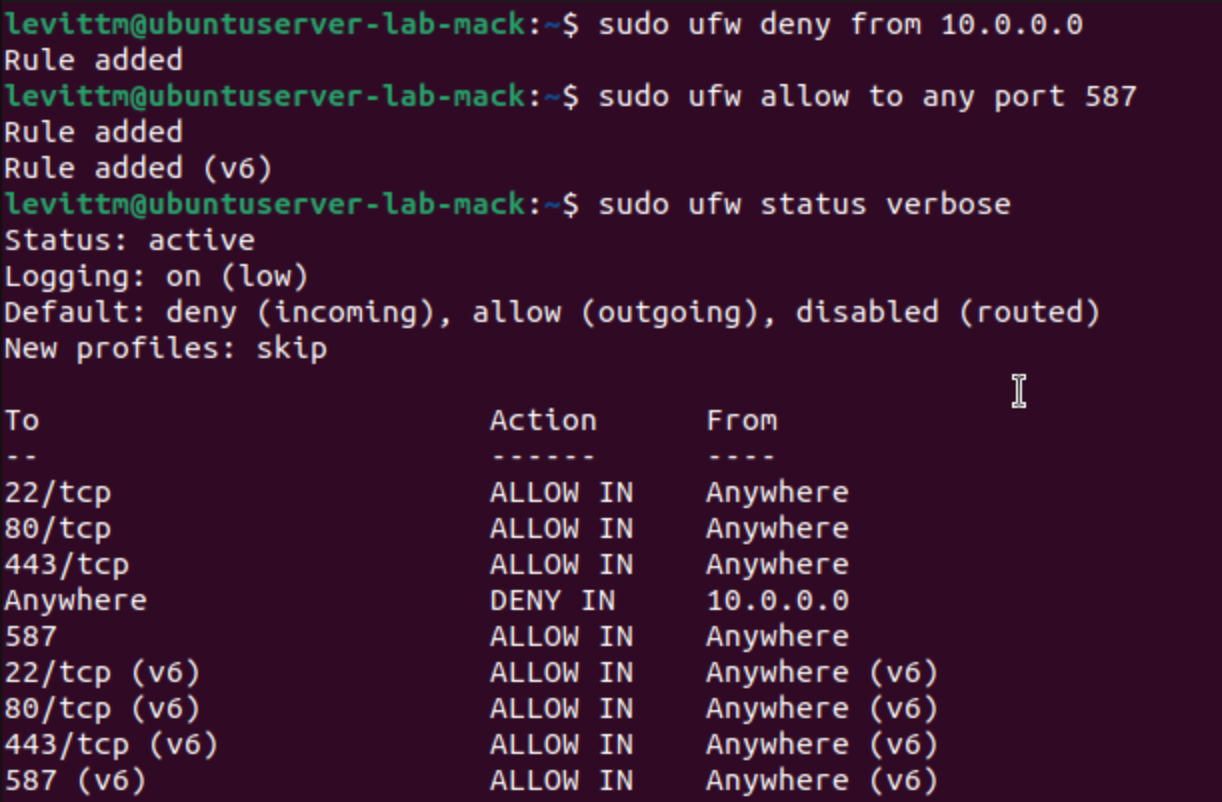 levittm@ubuntuserver-lab-mack:~$ sudo ufw deny from 10.0.0.0
Rule added
levittm@ubuntuserver-lab-mack:~$ sudo ufw allow to any port 587
Rule added
Rule added (v6)
levittm@ubuntuserver-lab-mack:~$ sudo ufw status verbose
Status: active
Logging: on (low)
Default: deny (incoming), allow (outgoing), disabled (routed)
New profiles: skip

To                         Action      From
--                         ------      ----
22/tcp                     ALLOW IN    Anywhere
80/tcp                     ALLOW IN    Anywhere
443/tcp                    ALLOW IN    Anywhere
Anywhere                   DENY IN     10.0.0.0
587                        ALLOW IN    Anywhere
22/tcp (v6)                ALLOW IN    Anywhere (v6)
80/tcp (v6)                ALLOW IN    Anywhere (v6)
443/tcp (v6)               ALLOW IN    Anywhere (v6)
587 (v6)                   ALLOW IN    Anywhere (v6)